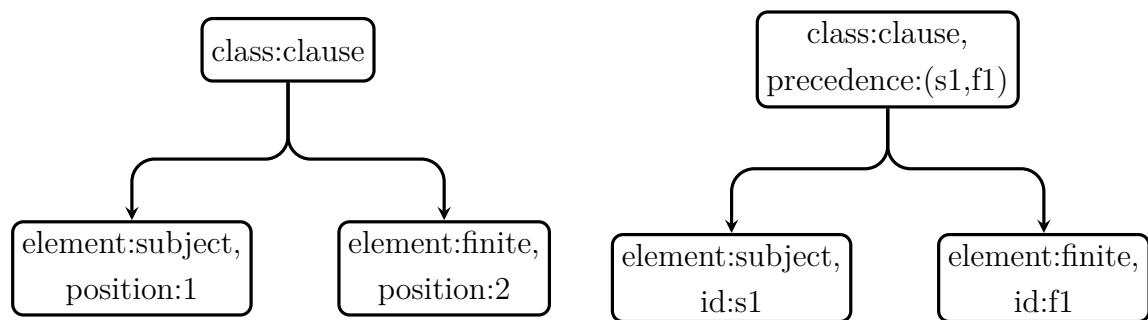 class:clause
element:subject,
position:1
element:finite,
position:2
class:clause,
precedence:(s1,f1)
element:subject,
id:s1
element:finite,
id:f1